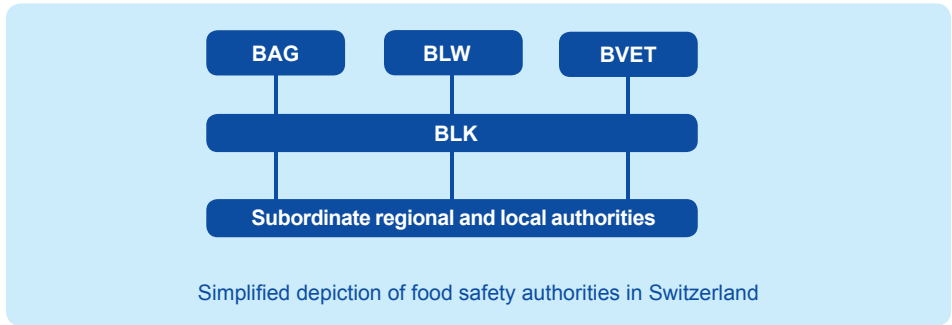 BAG BLW BVET
BLK
Subordinate regional and local authorities
Simplified depiction of food safety authorities in Switzerland